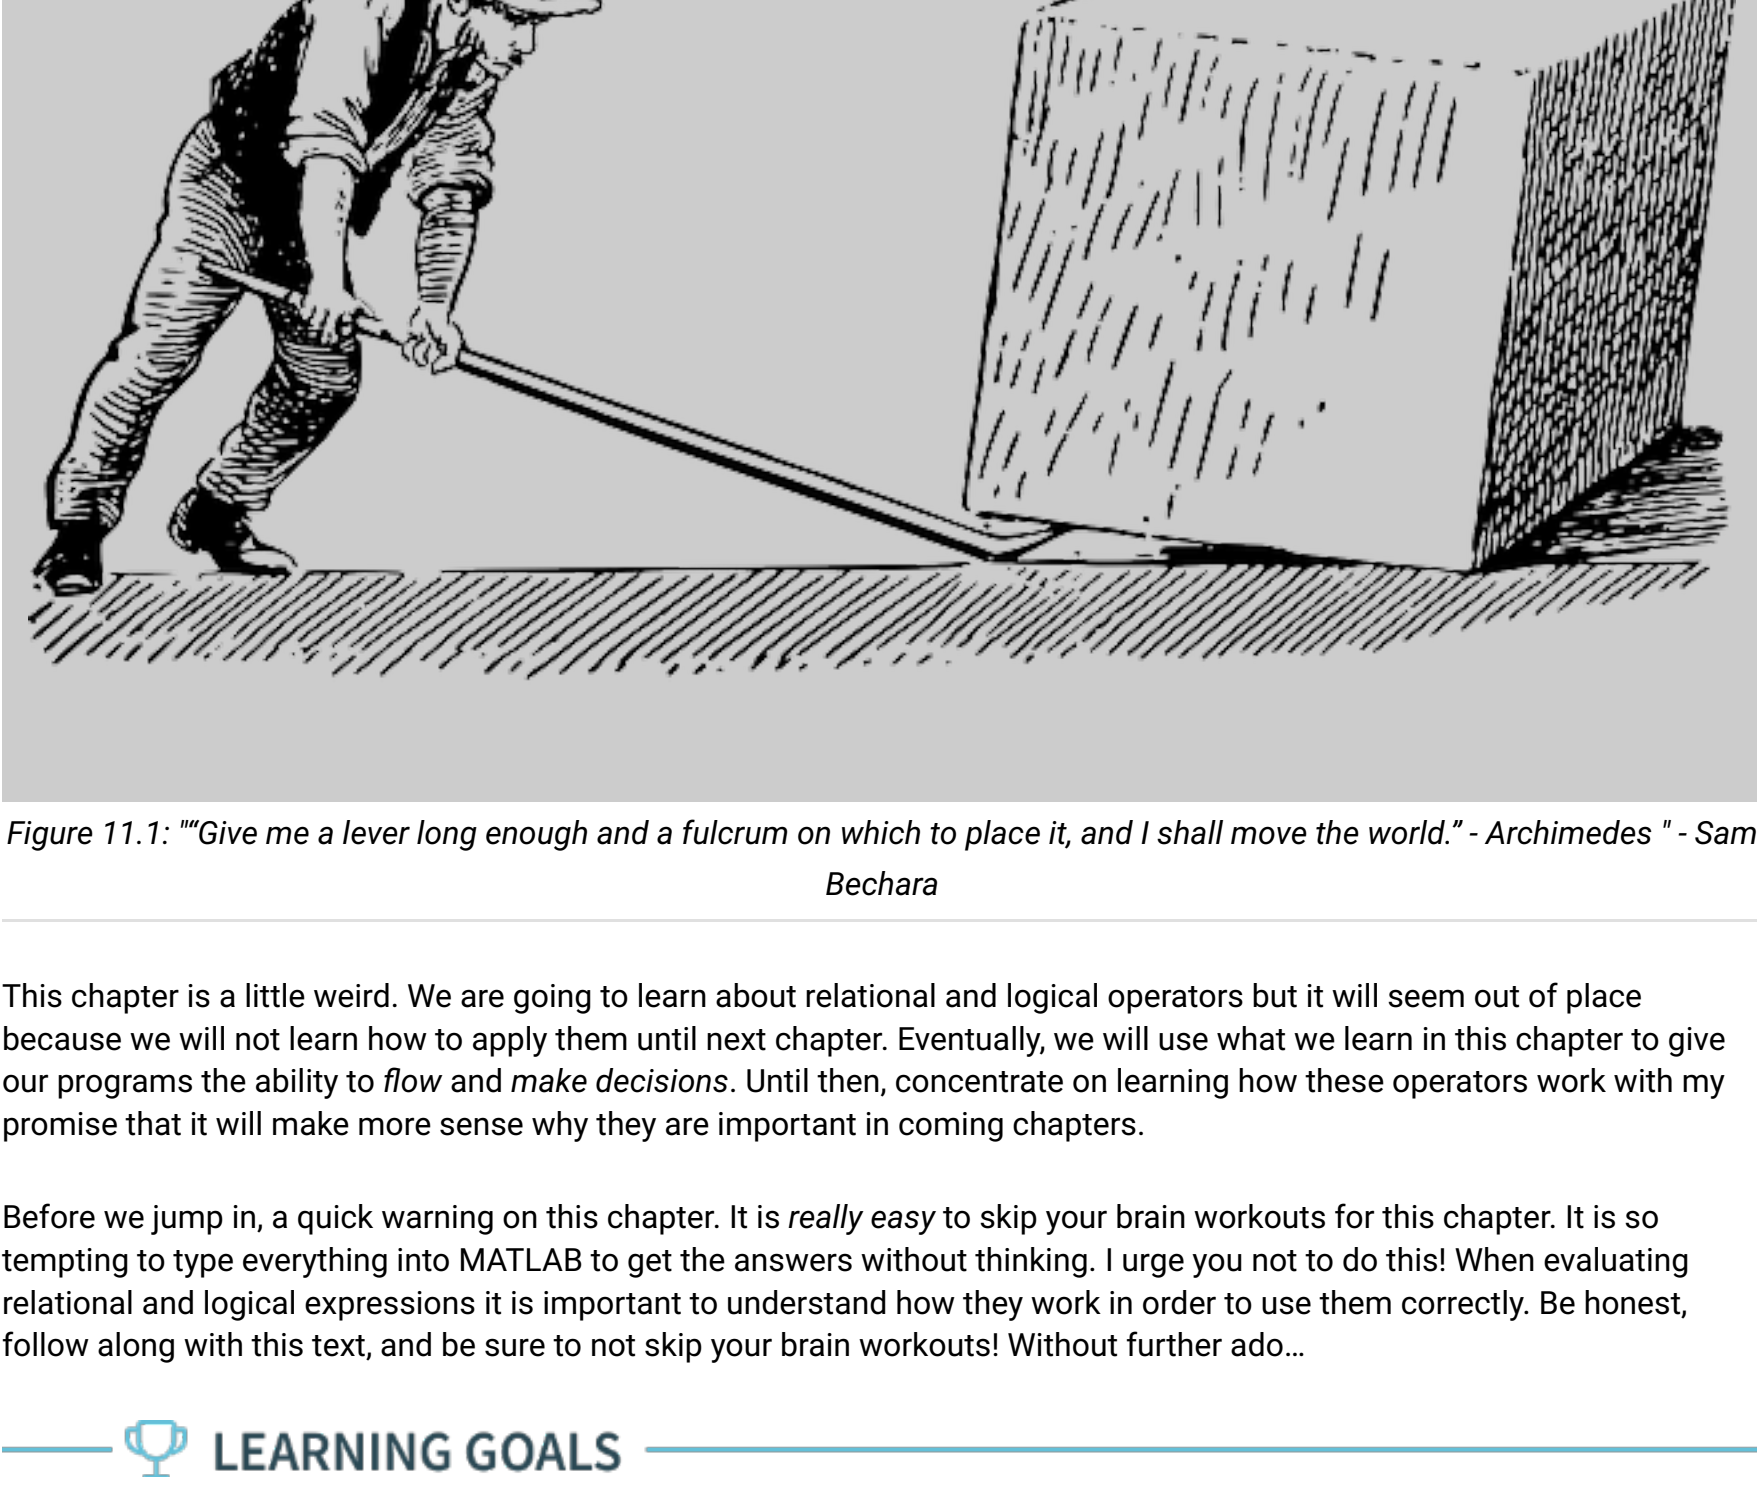 Figure 11.1: "“Give me a lever long enough and a fulcrum on which to place it, and I shall move the world.” - Archimedes " - Sam
Bechara
This chapter is a little weird. We are going to learn about relational and logical operators but it will seem out of place
because we will not learn how to apply them until next chapter. Eventually, we will use what we learn in this chapter to give
our programs the ability to flow and make decisions. Until then, concentrate on learning how these operators work with my
promise that it will make more sense why they are important in coming chapters.
Before we jump in, a quick warning on this chapter. It is really easy to skip your brain workouts for this chapter. It is so
tempting to type everything into MATLAB to get the answers without thinking. I urge you not to do this! When evaluating
relational and logical expressions it is important to understand how they work in order to use them correctly. Be honest,
follow along with this text, and be sure to not skip your brain workouts! Without further ado…
LEARNING GOALS